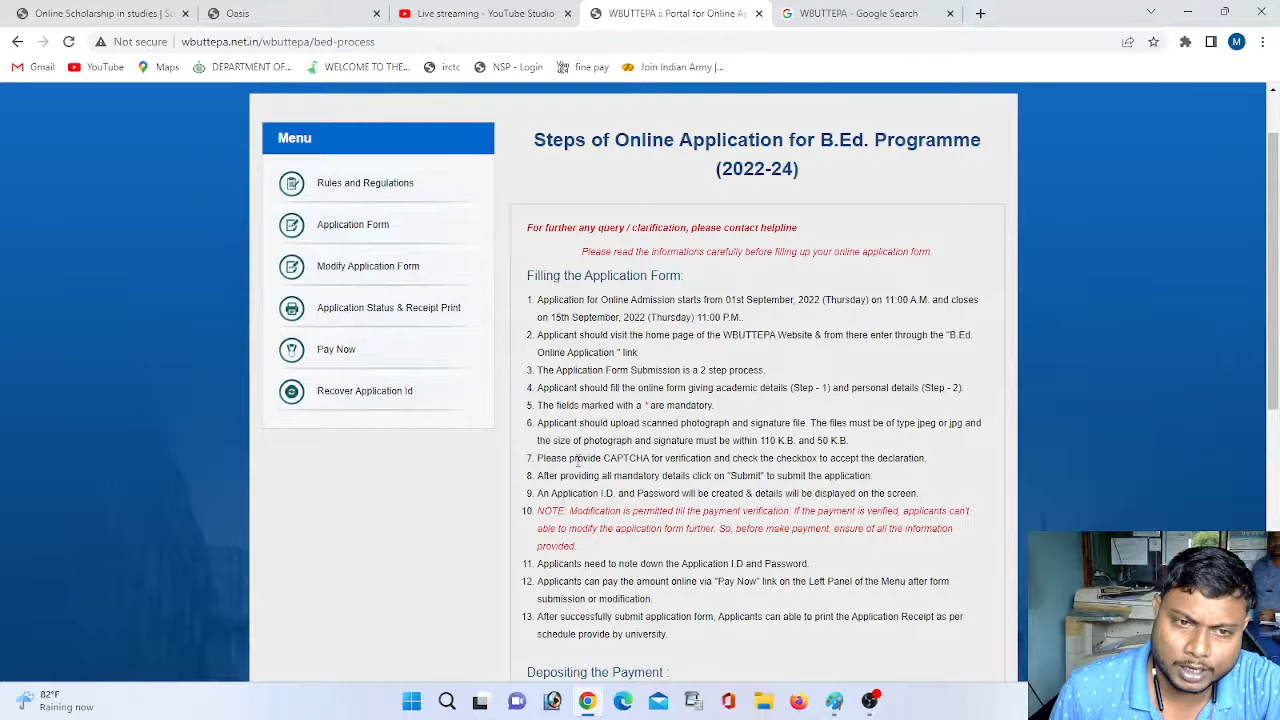 Online Scholarship in studies | Sc
Oasis
Live streaming - YouTube Studio
WBUTTEPA :: Portal for Online Ap
WBUTTEPA - Google Search
Not secure
wbuttepa.net.in/wbuttepa/bed-process
M
Gmail
YouTube
Maps
DEPARTMENT OF...
WELCOME TO THE...
irctc
NSP - Login
fine pay
Join Indian Army |...
Menu
Rules and Regulations
Application Form
Modify Application Form
Application Status & Receipt Print
Pay Now
Recover Application Id
Steps of Online Application for B.Ed. Programme
(2022-24)
For further any query / clarification, please contact helpline
Please read the informations carefully before filling up your online application form.
Filling the Application Form:
1. Application for Online Admission starts from 01st September, 2022 (Thursday) on 11:00 A.M. and closes
on 15th September, 2022 (Thursday) 11:00 P.M..
2. Applicant should visit the home page of the WBUTTEPA Website & from there enter through the "B.Ed.
Online Application " link
3. The Application Form Submission is a 2 step process.
4. Applicant should fill the online form giving academic details (Step - 1) and personal details (Step - 2).
5. The fields marked with a * are mandatory.
6. Applicant should upload scanned photograph and signature file. The files must be of type jpeg or jpg and
the size of photograph and signature must be within 110 K.B. and 50 K.B.
7. Please provide CAPTCHA for verification and check the checkbox to accept the declaration.
8. After providing all mandatory details click on "Submit" to submit the application.
9. An Application I.D. and Password will be created & details will be displayed on the screen.
10. NOTE: Modification is permitted till the payment verification. If the payment is verified, applicants can't
able to modify the application form further. So, before make payment, ensure of all the information
provided.
11. Applicants need to note down the Application I.D and Password.
12. Applicants can pay the amount online via "Pay Now" link on the Left Panel of the Menu after form
submission or modification.
13. After successfully submit application form, Applicants can able to print the Application Receipt as per
schedule provide by university.
Depositing the Payment :
82°F
Raining now